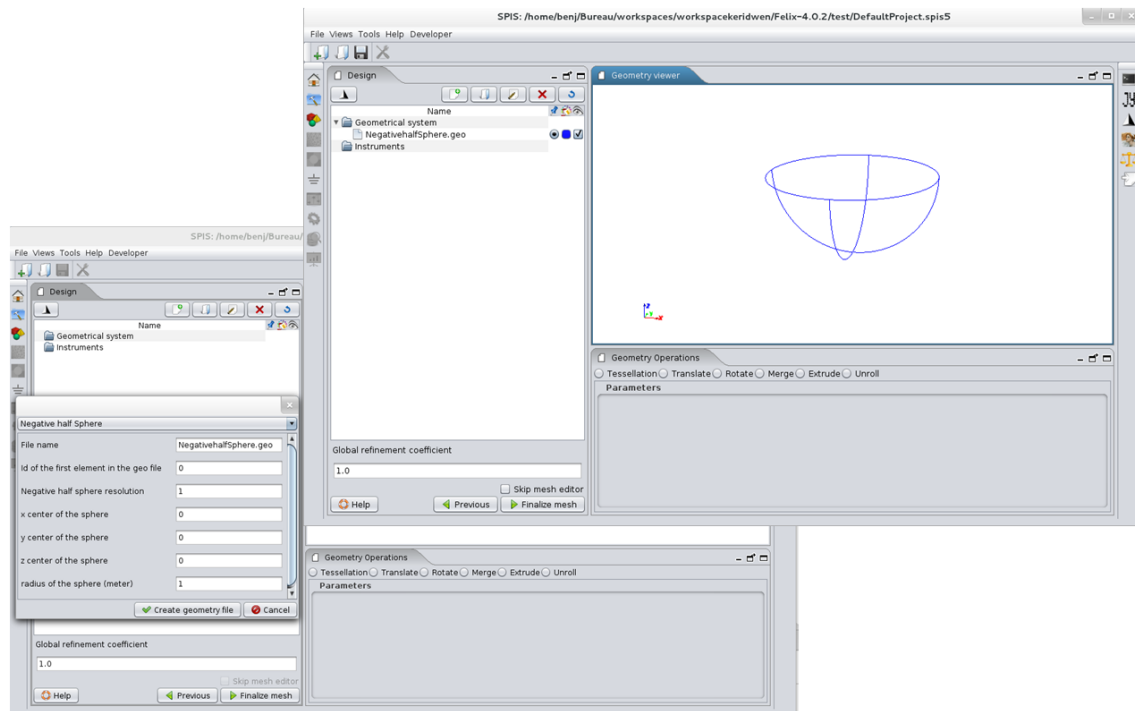 SPIS: /home/benj/Bureau/workspaces/workspacekeridwen/Felix-4.0.2/test/DefaultProject.spis5
File Views Tools Help Developer
Design
Name
Geometrical system
NegativehalfSphere.geo
Instruments
Global refinement coefficient
1.0
Skip mesh editor
Help Previous Finalize mesh
Geometry viewer
Geometry Operations
Tessellation Translate Rotate Merge Extrude Unroll
Parameters
SPIS: /home/benj/Bureau/
File Views Tools Help Developer
Design
Name
Geometrical system
Instruments
Negative half Sphere
File name NegativehalfSphere.geo
Id of the first element in the geo file 0
Negative half sphere resolution 1
x center of the sphere 0
y center of the sphere 0
z center of the sphere 0
radius of the sphere (meter) 1
Create geometry file Cancel
Global refinement coefficient
1.0
Skip mesh editor
Help Previous Finalize mesh
Geometry Operations
Tessellation Translate Rotate Merge Extrude Unroll
Parameters